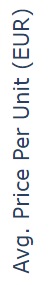 Avg. Price Per Unit (EUR)